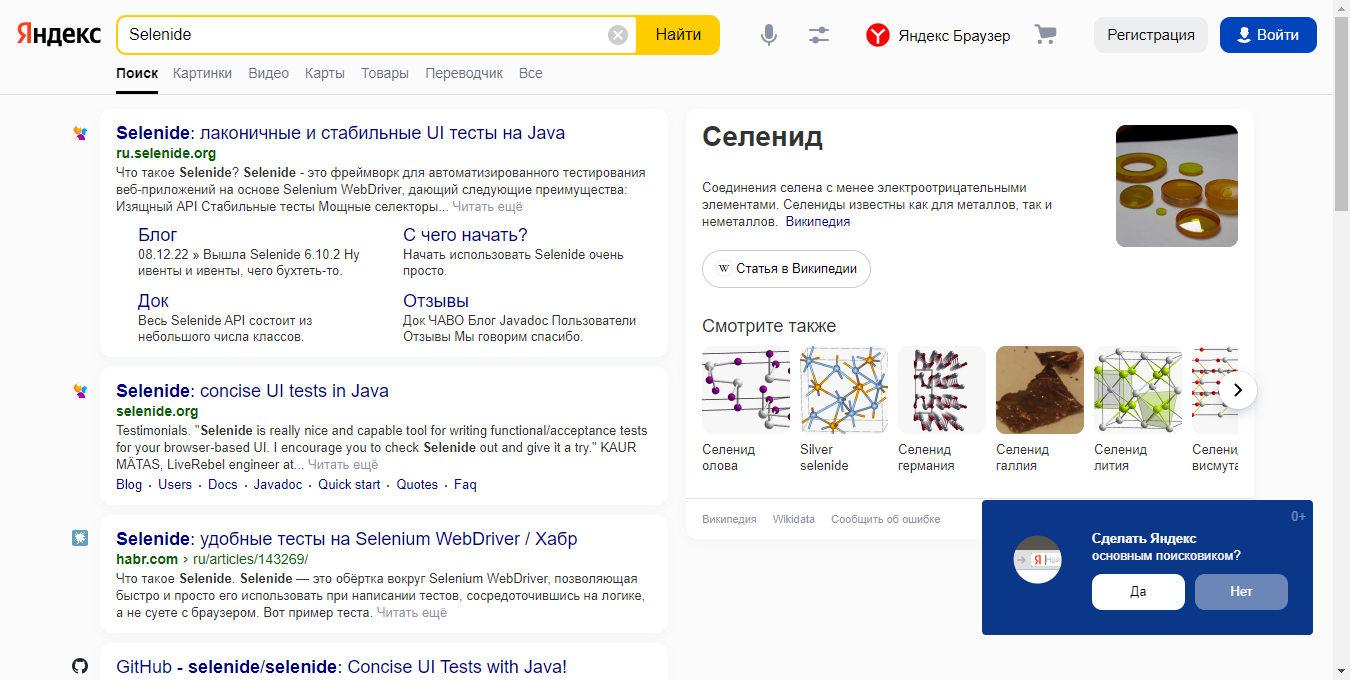 Яндекс
Selenide
Найти
Яндекс Браузер
Регистрация
Войти
Поиск Картинки Видео Карты Товары Переводчик Все
Selenide: лаконичные и стабильные UI тесты на Java
ru.selenide.org
Что такое Selenide? Selenide - это фреймворк для автоматизированного тестирования
веб-приложений на основе Selenium WebDriver, дающий следующие преимущества:
Изящный API Стабильные тесты Мощные селекторы... Читать ещё
Блог
08.12.22 » Вышла Selenide 6.10.2 Ну
ивенты и ивенты, чего бухтеть-то.
С чего начать?
Начать использовать Selenide очень
просто.
Док
Весь Selenide API состоит из
небольшого числа классов.
Отзывы
Док ЧАВО Блог Javadoc Пользователи
Отзывы Мы говорим спасибо.
Selenide: concise UI tests in Java
selenide.org
Testimonials. "Selenide is really nice and capable tool for writing functional/acceptance tests
for your browser-based UI. I encourage you to check Selenide out and give it a try." KAUR
MÄTAS, LiveRebel engineer at... Читать ещё
Blog · Users · Docs · Javadoc · Quick start · Quotes · Faq
Selenide: удобные тесты на Selenium WebDriver / Хабр
habr.com › ru/articles/143269/
Что такое Selenide. Selenide — это обёртка вокруг Selenium WebDriver, позволяющая
быстро и просто его использовать при написании тестов, сосредоточившись на логике,
а не суете с браузером. Вот пример теста. Читать ещё
GitHub - selenide/selenide: Concise UI Tests with Java!
Селенид
Соединения селена с менее электроотрицательными
элементами. Селениды известны как для металлов, так и
неметаллов. Википедия
W Статья в Википедии
Смотрите также
Селенид
олова
Silver
selenide
Селенид
германия
Селенид
галлия
Селенид
лития
Селенид
висмута
Википедия Wikidata Сообщить об ошибке
0+
Я Най
Сделать Яндекс
основным поисковиком?
Да
Нет